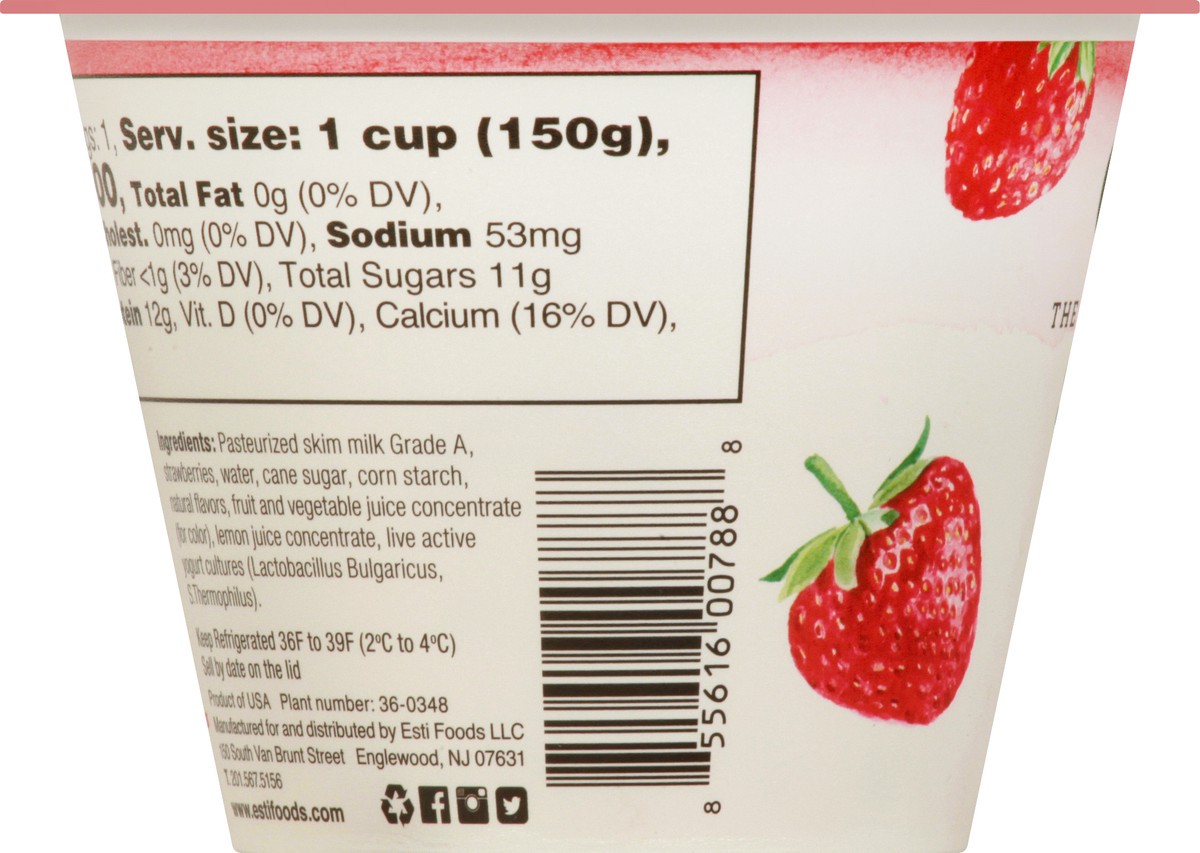 1, Serv. size: 1 cup (150g),
Total Fat 0g (0% DV),
0mg (0% DV), Sodium 53mg
Fiber <1g (3% DV), Total Sugars 11g
12g, Vit. D (0% DV), Calcium (16% DV),
Ingredients: Pasteurized skim milk Grade A,
strawberries, water, cane sugar, corn starch,
natural flavors, fruit and vegetable juice concentrate
(for color), lemon juice concentrate, live active
yogurt cultures (Lactobacillus Bulgaricus,
S.Thermophilus).
Keep Refrigerated 36F to 39F (2ºC to 4ºC)
Sell by date on the lid
Product of USA Plant number: 36-0348
Manufactured for and distributed by Esti Foods LLC
150 South Van Brunt Street Englewood, NJ 07631
T. 201.567.5156
www.estifoods.com
8 55616 00788 8
THE